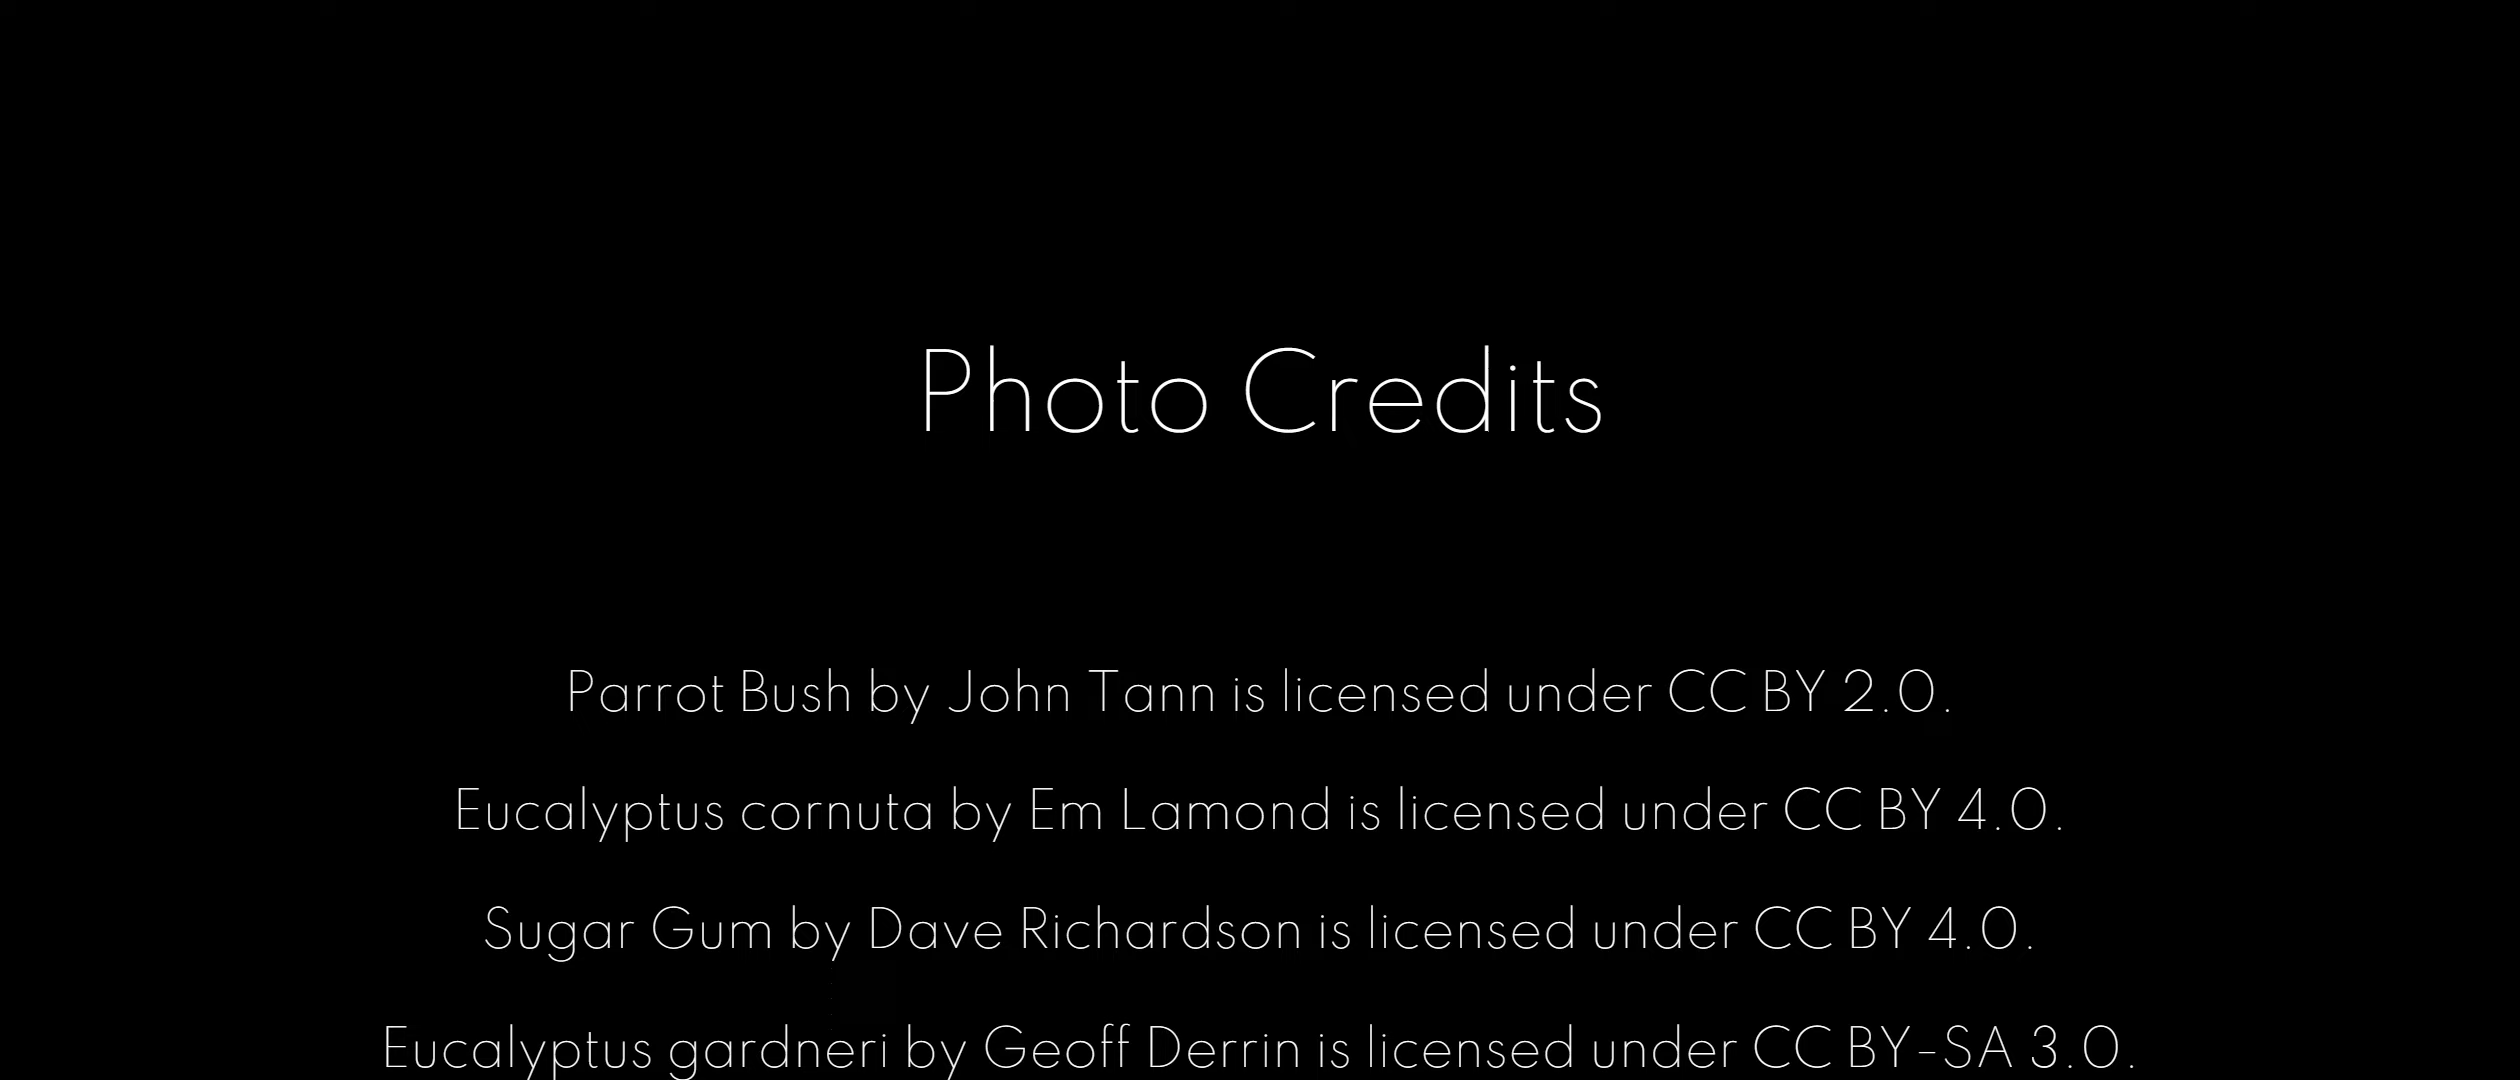 Photo Credits
Parrot Bush by John Tann is licensed under CC BY 2.0.
Eucalyptus cornuta by Em Lamond is licensed under CC BY 4.0.
Sugar Gum by Dave Richardson is licensed under CC BY 4.0.
Eucalyptus gardneri by Geoff Derrin is licensed under CC BY-SA 3.0.